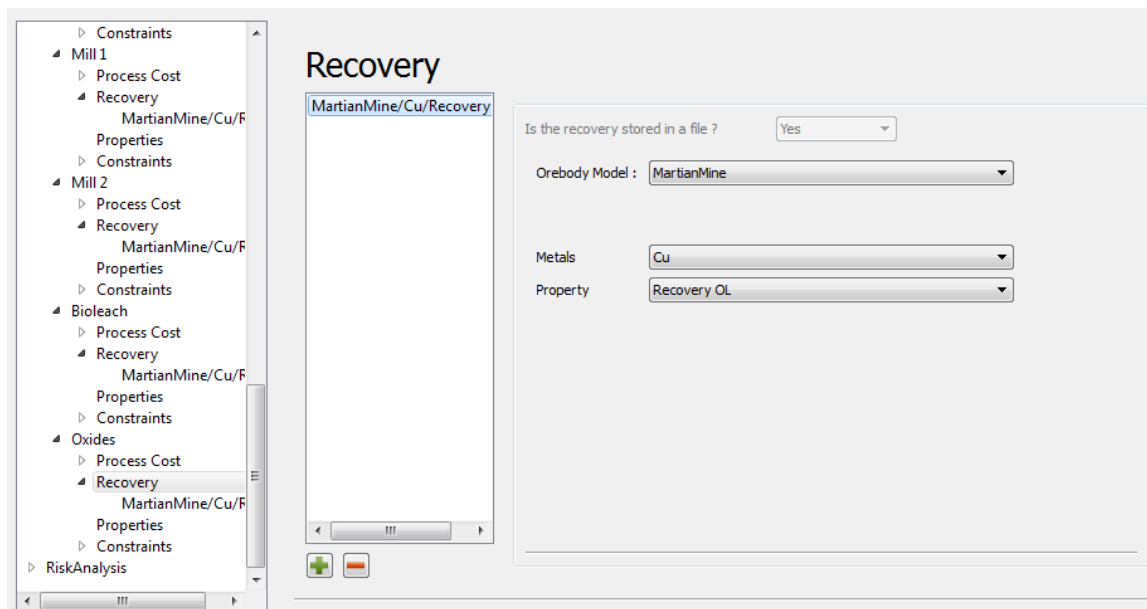 Constraints
Mill 1
Process Cost
Recovery
MartianMine/Cu/R
Properties
Constraints
Mill 2
Process Cost
Recovery
MartianMine/Cu/R
Properties
Constraints
Bioleach
Process Cost
Recovery
MartianMine/Cu/R
Properties
Constraints
Oxides
Process Cost
Recovery
MartianMine/Cu/R
Properties
Constraints
RiskAnalysis
Recovery
MartianMine/Cu/Recovery
Is the recovery stored in a file ? Yes
Orebody Model : MartianMine
Metals Cu
Property Recovery OL